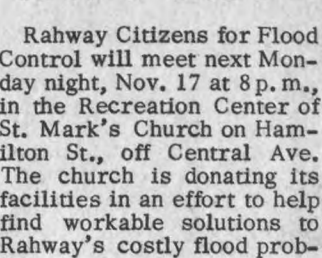 Rahway Citizens for Flood
Control will meet next Mon-
day night, Nov. 17 at 8 p.m.,
in the Recreation Center of
St. Mark's Church on Ham-
ilton St., off Central Ave.
The church is donating its
facilities in an effort to help
find workable solutions to
Rahway's costly flood prob-